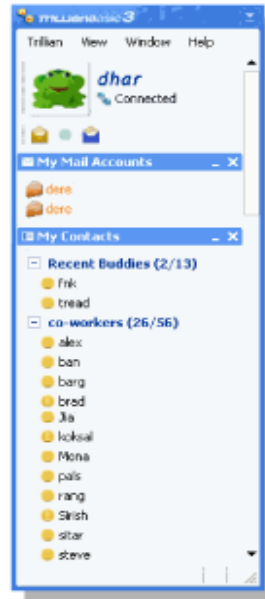 Trillian View Window Help
dhar
Connected
My Mail Accounts
dere
dere
My Contacts
Recent Buddies (2/13)
fnk
tread
co-workers (26/56)
alex
ban
barg
brad
Jia
koksal
Mona
pals
rang
Sirish
sitar
steve